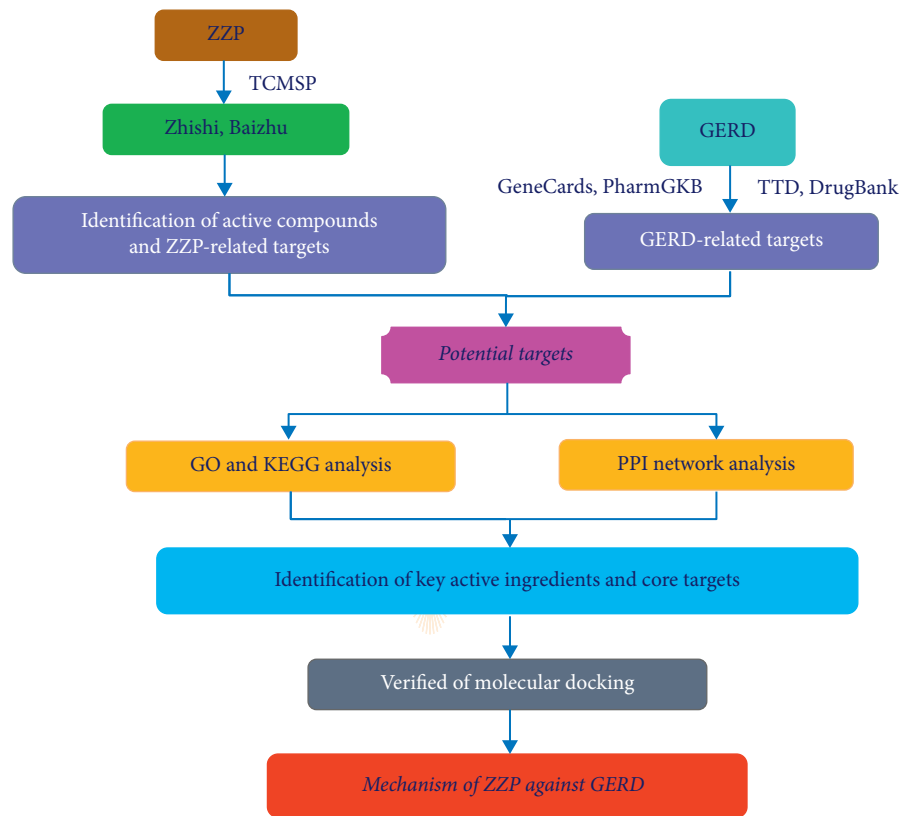 ZZP
TCMSP
Zhishi, Baizhu
GERD
GeneCards, PharmGKB
TTD, DrugBank
Identification of active compounds
and ZZP-related targets
GERD-related targets
Potential targets
GO and KEGG analysis
PPI network analysis
Identification of key active ingredients and core targets
Verified of molecular docking
Mechanism of ZZP against GERD